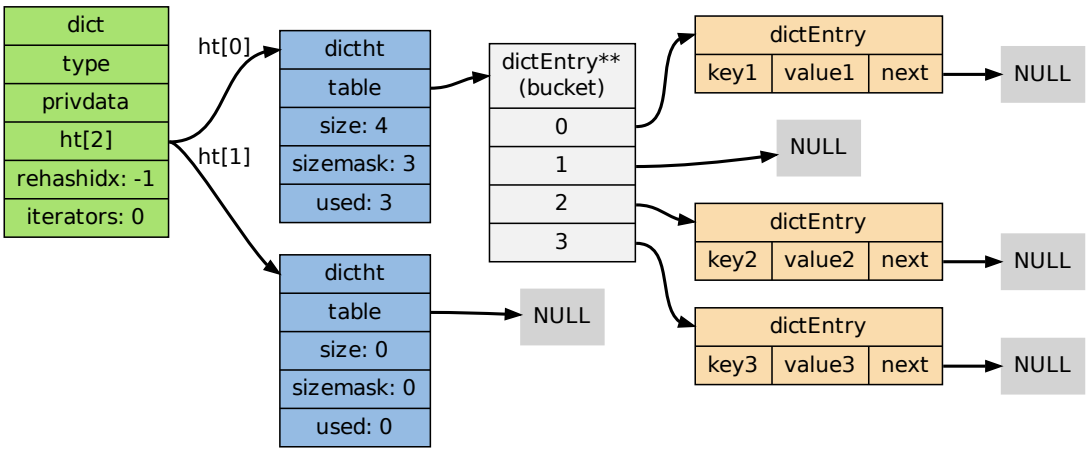 dict
type
privdata
ht[2]
rehashidx: -1
iterators: 0
ht[0]
ht[1]
dictht
table
size: 4
sizemask: 3
used: 3
dictht
table
size: 0
sizemask: 0
used: 0
dictEntry**
(bucket)
0
1
2
3
NULL
dictEntry
key1 value1 next
NULL
NULL
dictEntry
key2 value2 next
NULL
dictEntry
key3 value3 next
NULL